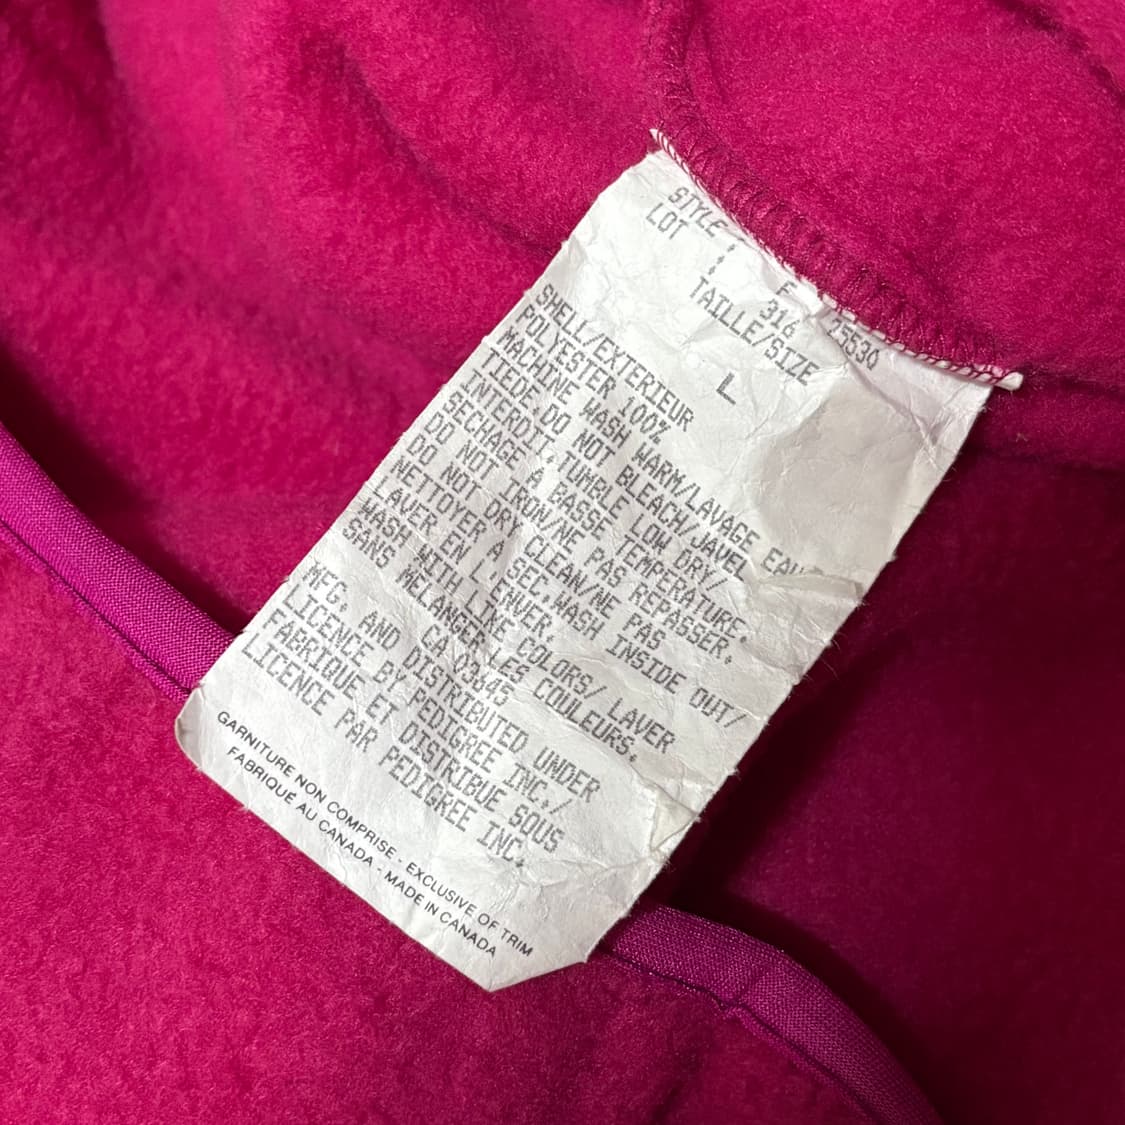 STYLE :
LOT :
25530
316
TAILLE/SIZE
L
SHELL/EXTERIEUR
POLYESTER 100%
MACHINE WASH WARM/LAVAGE EAU
TIEDE.DO NOT BLEACH/JAVEL
INTERDIT.TUMBLE LOW DRY/
SECHAGE A BASSE TEMPERATURE.
DO NOT IRON/NE PAS REPASSER.
DO NOT DRY CLEAN/NE PAS
NETTOYER A SEC.WASH INSIDE OUT/
LAVER EN L'ENVER.
WASH WITH LIKE COLORS/LAVER
SANS MELANGER LES COULEURS.
CA 03845
MFG. AND DISTRIBUTED UNDER
LICENCE BY PEDIGREE INC./
FABRIQUE ET DISTRIBUE SOUS
LICENCE PAR PEDIGREE INC.
GARNITURE NON COMPRISE - EXCLUSIVE OF TRIM
FABRIQUÉ AU CANADA - MADE IN CANADA